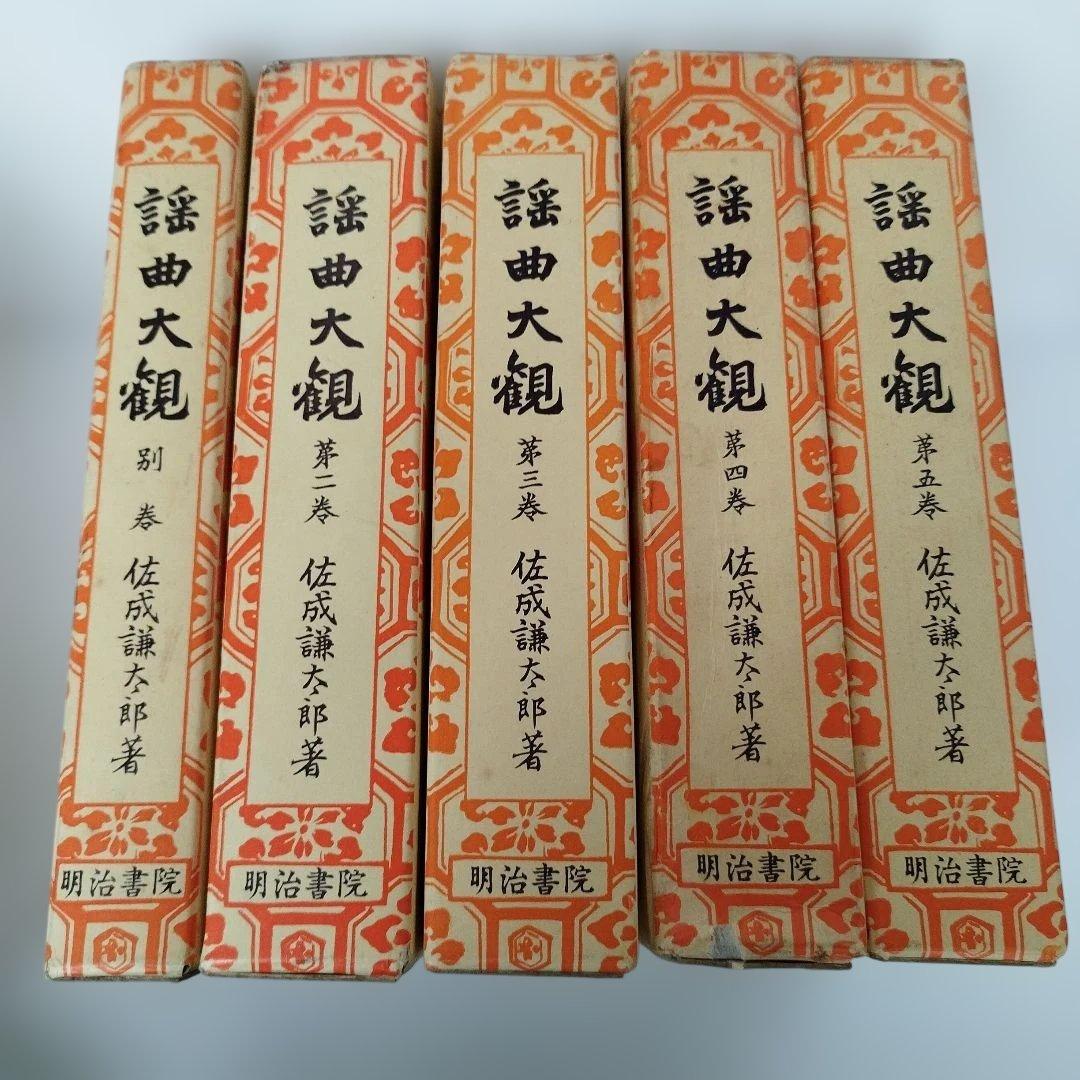 謡曲大観
別巻
佐成謙太郎著
明治書院
謡曲大観
第二巻
佐成謙太郎著
明治書院
謡曲大観
第三巻
佐成謙太郎著
明治書院
謡曲大観
第四巻
佐成謙太郎著
明治書院
謡曲大観
第五巻
佐成謙太郎著
明治書院